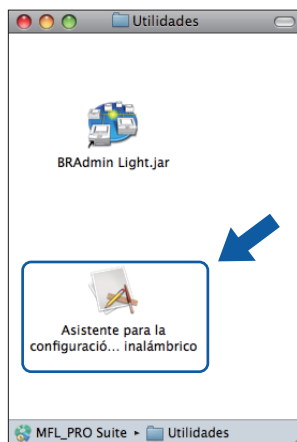 Utilidades
BRAdmin Light.jar
Asistente para la
configuració... inalámbrico
MFL_PRO Suite ▸ Utilidades